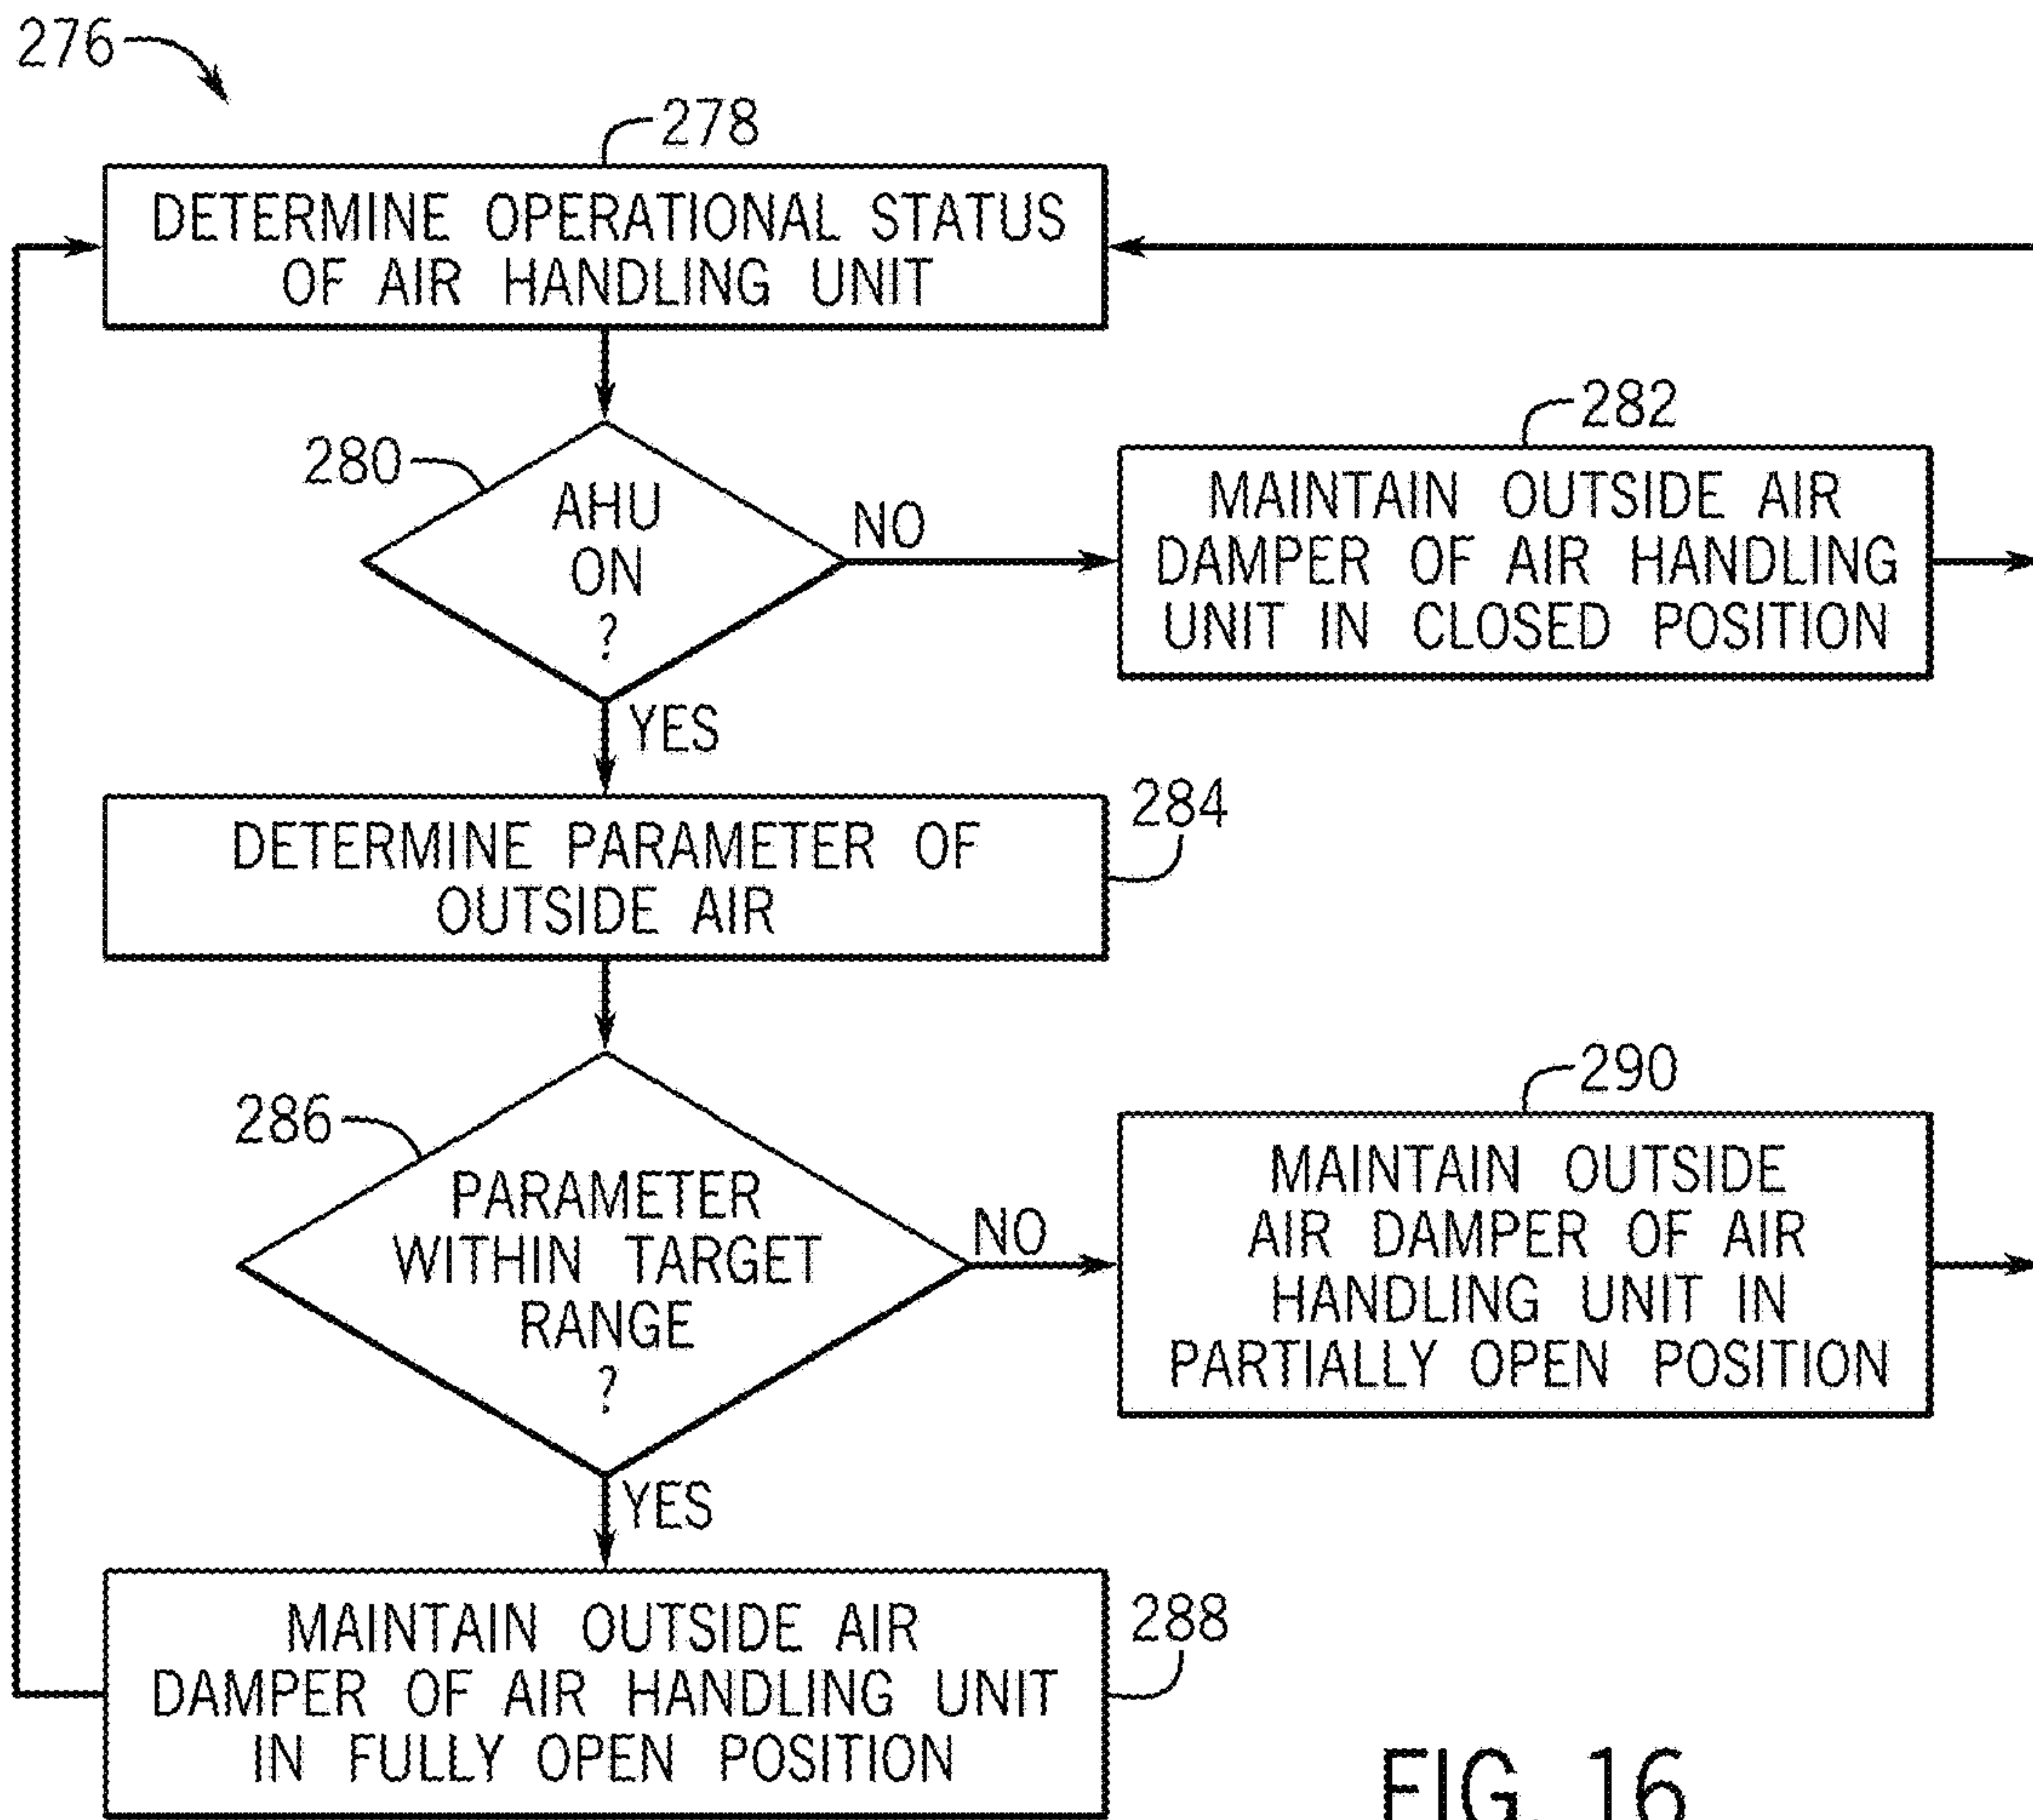 276
278
DETERMINE OPERATIONAL STATUS
OF AIR HANDLING UNIT
280
AHU
ON
?
NO
282
MAINTAIN OUTSIDE AIR
DAMPER OF AIR HANDLING
UNIT IN CLOSED POSITION
YES
284
DETERMINE PARAMETER OF
OUTSIDE AIR
286
PARAMETER
WITHIN TARGET
RANGE
?
NO
290
MAINTAIN OUTSIDE
AIR DAMPER OF AIR
HANDLING UNIT IN
PARTIALLY OPEN POSITION
YES
288
MAINTAIN OUTSIDE AIR
DAMPER OF AIR HANDLING UNIT
IN FULLY OPEN POSITION
FIG. 16